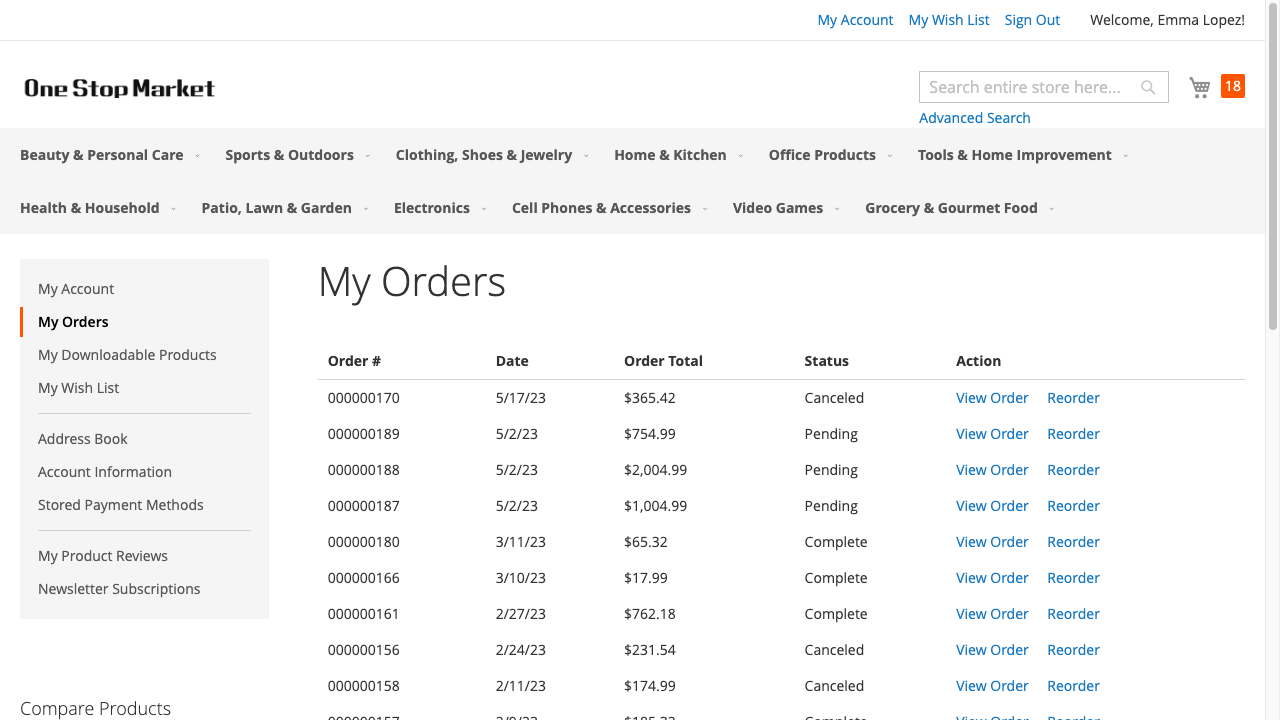 My Account My Wish List Sign Out Welcome, Emma Lopez!
One Stop Market
Search entire store here...
18
Advanced Search
Beauty & Personal Care Sports & Outdoors Clothing, Shoes & Jewelry Home & Kitchen Office Products Tools & Home Improvement
Health & Household Patio, Lawn & Garden Electronics Cell Phones & Accessories Video Games Grocery & Gourmet Food
My Account
My Orders
My Downloadable Products
My Wish List
Address Book
Account Information
Stored Payment Methods
My Product Reviews
Newsletter Subscriptions
Compare Products
My Orders
Order # Date Order Total Status Action
000000170 5/17/23 $365.42 Canceled View Order Reorder
000000189 5/2/23 $754.99 Pending View Order Reorder
000000188 5/2/23 $2,004.99 Pending View Order Reorder
000000187 5/2/23 $1,004.99 Pending View Order Reorder
000000180 3/11/23 $65.32 Complete View Order Reorder
000000166 3/10/23 $17.99 Complete View Order Reorder
000000161 2/27/23 $762.18 Complete View Order Reorder
000000156 2/24/23 $231.54 Canceled View Order Reorder
000000158 2/11/23 $174.99 Canceled View Order Reorder